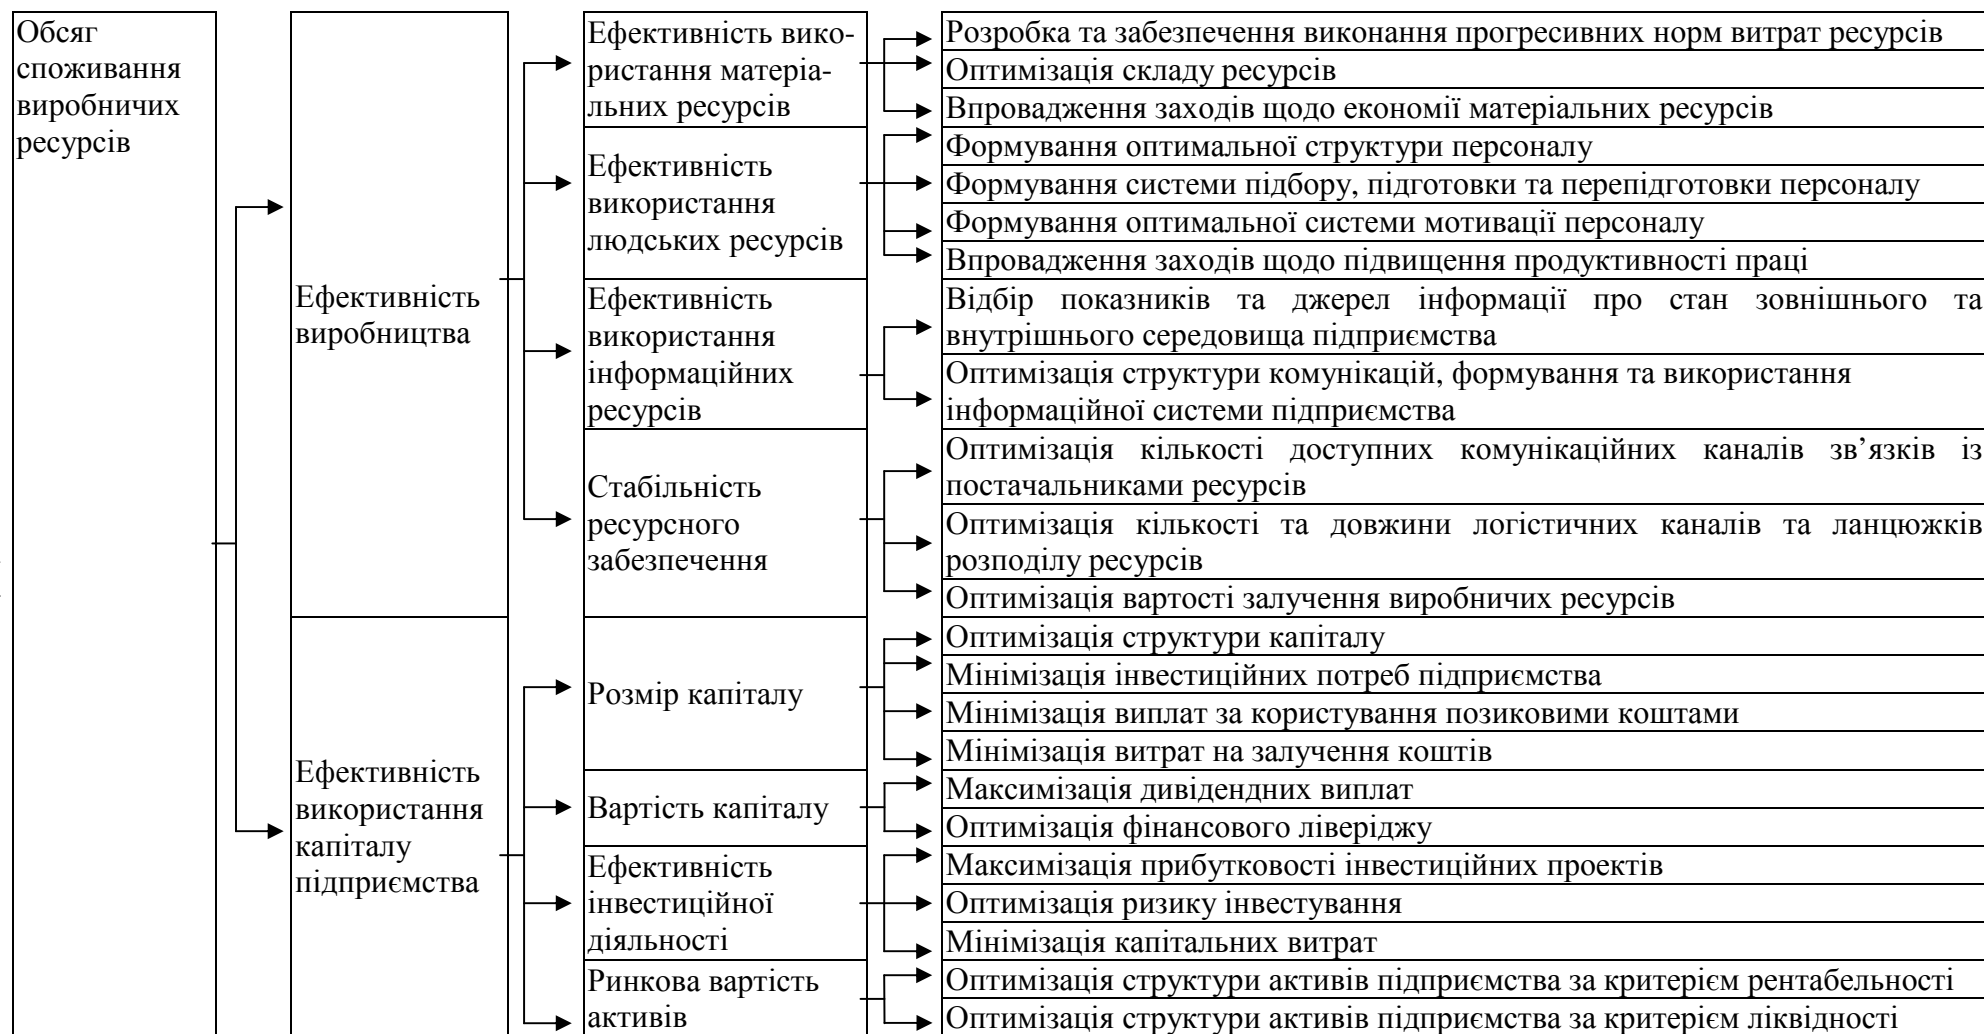 Обсяг
споживання
виробничих
ресурсів
Ефективність
виробництва
Ефективність вико-
ристання матеріа-
льних ресурсів
Розробка та забезпечення виконання прогресивних норм витрат ресурсів
Оптимізація складу ресурсів
Впровадження заходів щодо економії матеріальних ресурсів
Ефективність
використання
людських ресурсів
Формування оптимальної структури персоналу
Формування системи підбору, підготовки та перепідготовки персоналу
Формування оптимальної системи мотивації персоналу
Впровадження заходів щодо підвищення продуктивності праці
Ефективність
використання
інформаційних
ресурсів
Відбір показників та джерел інформації про стан зовнішнього та
внутрішнього середовища підприємства
Оптимізація структури комунікацій, формування та використання
інформаційної системи підприємства
Стабільність
ресурсного
забезпечення
Оптимізація кількості доступних комунікаційних каналів зв’язків із
постачальниками ресурсів
Оптимізація кількості та довжини логістичних каналів та ланцюжків
розподілу ресурсів
Оптимізація вартості залучення виробничих ресурсів
Ефективність
використання
капіталу
підприємства
Розмір капіталу
Оптимізація структури капіталу
Мінімізація інвестиційних потреб підприємства
Мінімізація виплат за користування позиковими коштами
Мінімізація витрат на залучення коштів
Вартість капіталу
Максимізація дивідендних виплат
Оптимізація фінансового ліверіджу
Ефективність
інвестиційної
діяльності
Максимізація прибутковості інвестиційних проектів
Оптимізація ризику інвестування
Мінімізація капітальних витрат
Ринкова вартість
активів
Оптимізація структури активів підприємства за критерієм рентабельності
Оптимізація структури активів підприємства за критерієм ліквідності